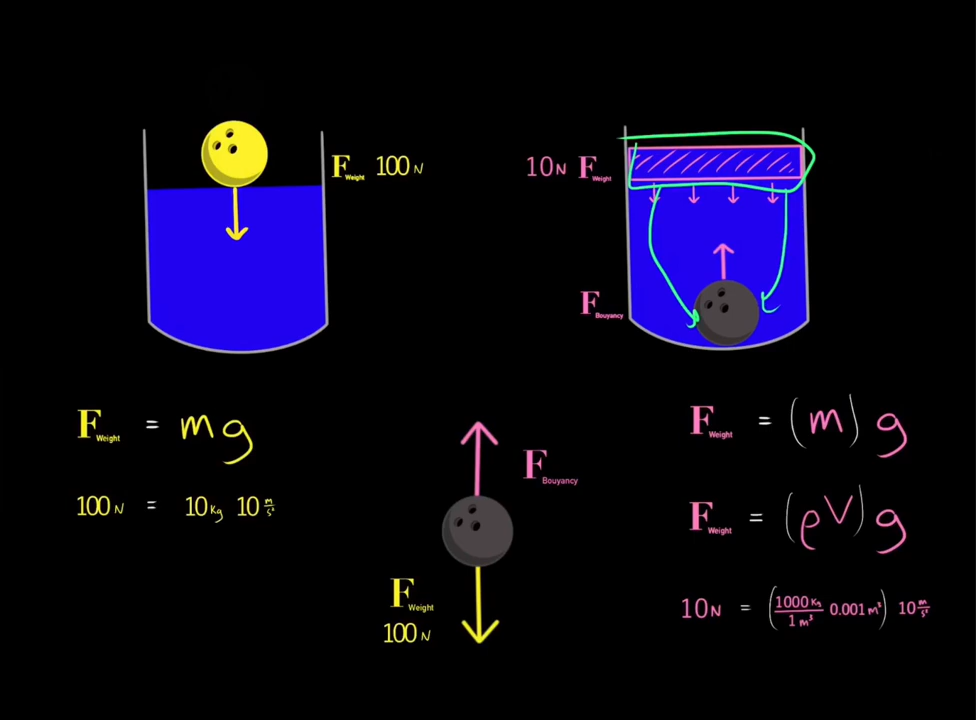 F Weight 100 N
10 N F Weight
F Bouyancy
F Weight = m g
100 N = 10 Kg 10 m/s²
F Bouyancy
F Weight
100 N
F Weight = (m) g
F Weight = (ρV) g
10 N = (1000 Kg/1 m³ 0.001 m³) 10 m/s²